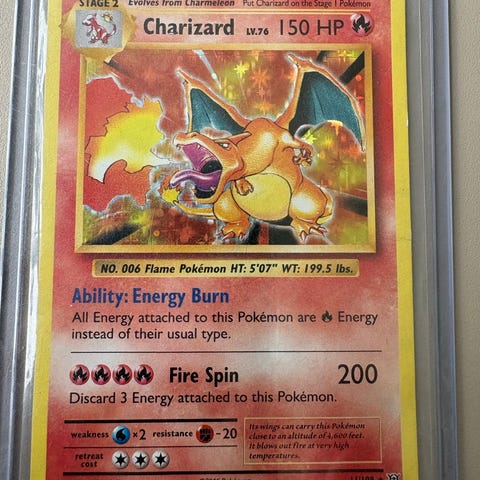 STAGE 2 Evolves from Charmeleon Put Charizard on the Stage 1 Pokémon
Charizard LV.76 150 HP
NO. 006 Flame Pokémon HT: 5'07" WT: 199.5 lbs.
Ability: Energy Burn
All Energy attached to this Pokémon are Energy
instead of their usual type.
Fire Spin 200
Discard 3 Energy attached to this Pokémon.
weakness ×2 resistance -20
retreat
cost
Its wings can carry this Pokémon
close to an altitude of 4,600 feet.
It blows out fire at very high
temperatures.
11/108